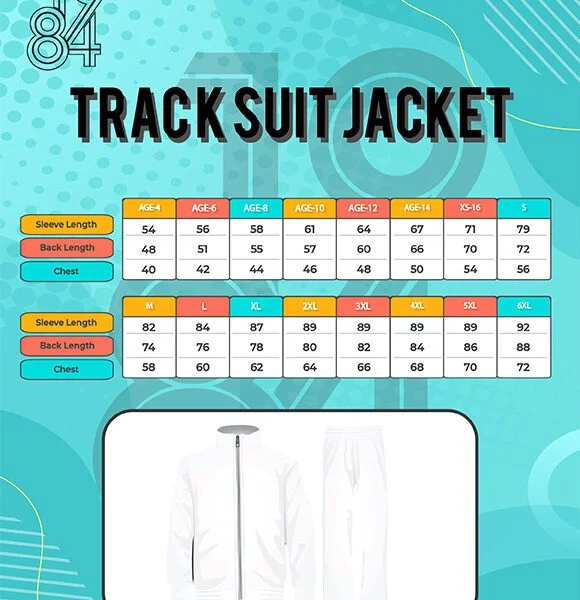 1984
TRACK SUIT JACKET
AGE-4 AGE-6 AGE-8 AGE-10 AGE-12 AGE-14 XS-16 S
Sleeve Length 54 56 58 61 64 67 71 79
Back Length 48 51 55 57 60 66 70 72
Chest 40 42 44 46 48 50 54 56
M L XL 2XL 3XL 4XL 5XL 6XL
Sleeve Length 82 84 87 89 89 89 89 92
Back Length 74 76 78 80 82 84 86 88
Chest 58 60 62 64 66 68 70 72